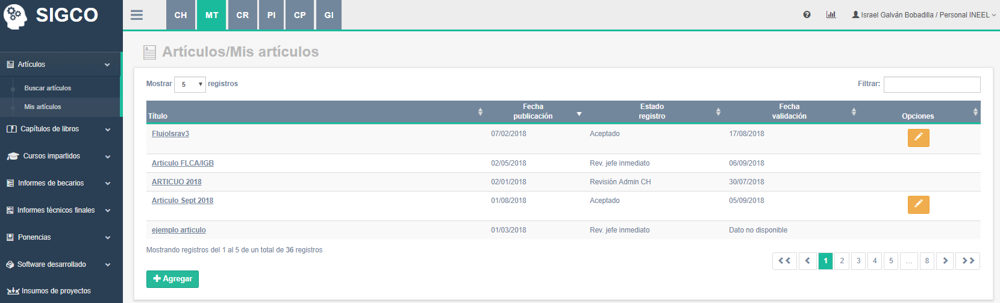 SIGCO
CH MT CR PI CP GI
Israel Galván Bobadilla / Personal INEEL
Artículos
Buscar artículos
Mis artículos
Capítulos de libros
Cursos impartidos
Informes de becarios
Informes técnicos finales
Ponencias
Software desarrollado
Insumos de proyectos
Artículos/Mis artículos
Mostrar 5 registros
Filtrar:
Título Fecha publicación Estado registro Fecha validación Opciones
Flujolsrav3 07/02/2018 Aceptado 17/08/2018
Articulo FLCA/IGB 02/05/2018 Rev. jefe inmediato 06/09/2018
ARTICUO 2018 02/01/2018 Revisión Admin CH 30/07/2018
Articulo Sept 2018 01/08/2018 Aceptado 05/09/2018
ejemplo articulo 01/03/2018 Rev. jefe inmediato Dato no disponible
Mostrando registros del 1 al 5 de un total de 36 registros
1 2 3 4 5 ... 8
Agregar